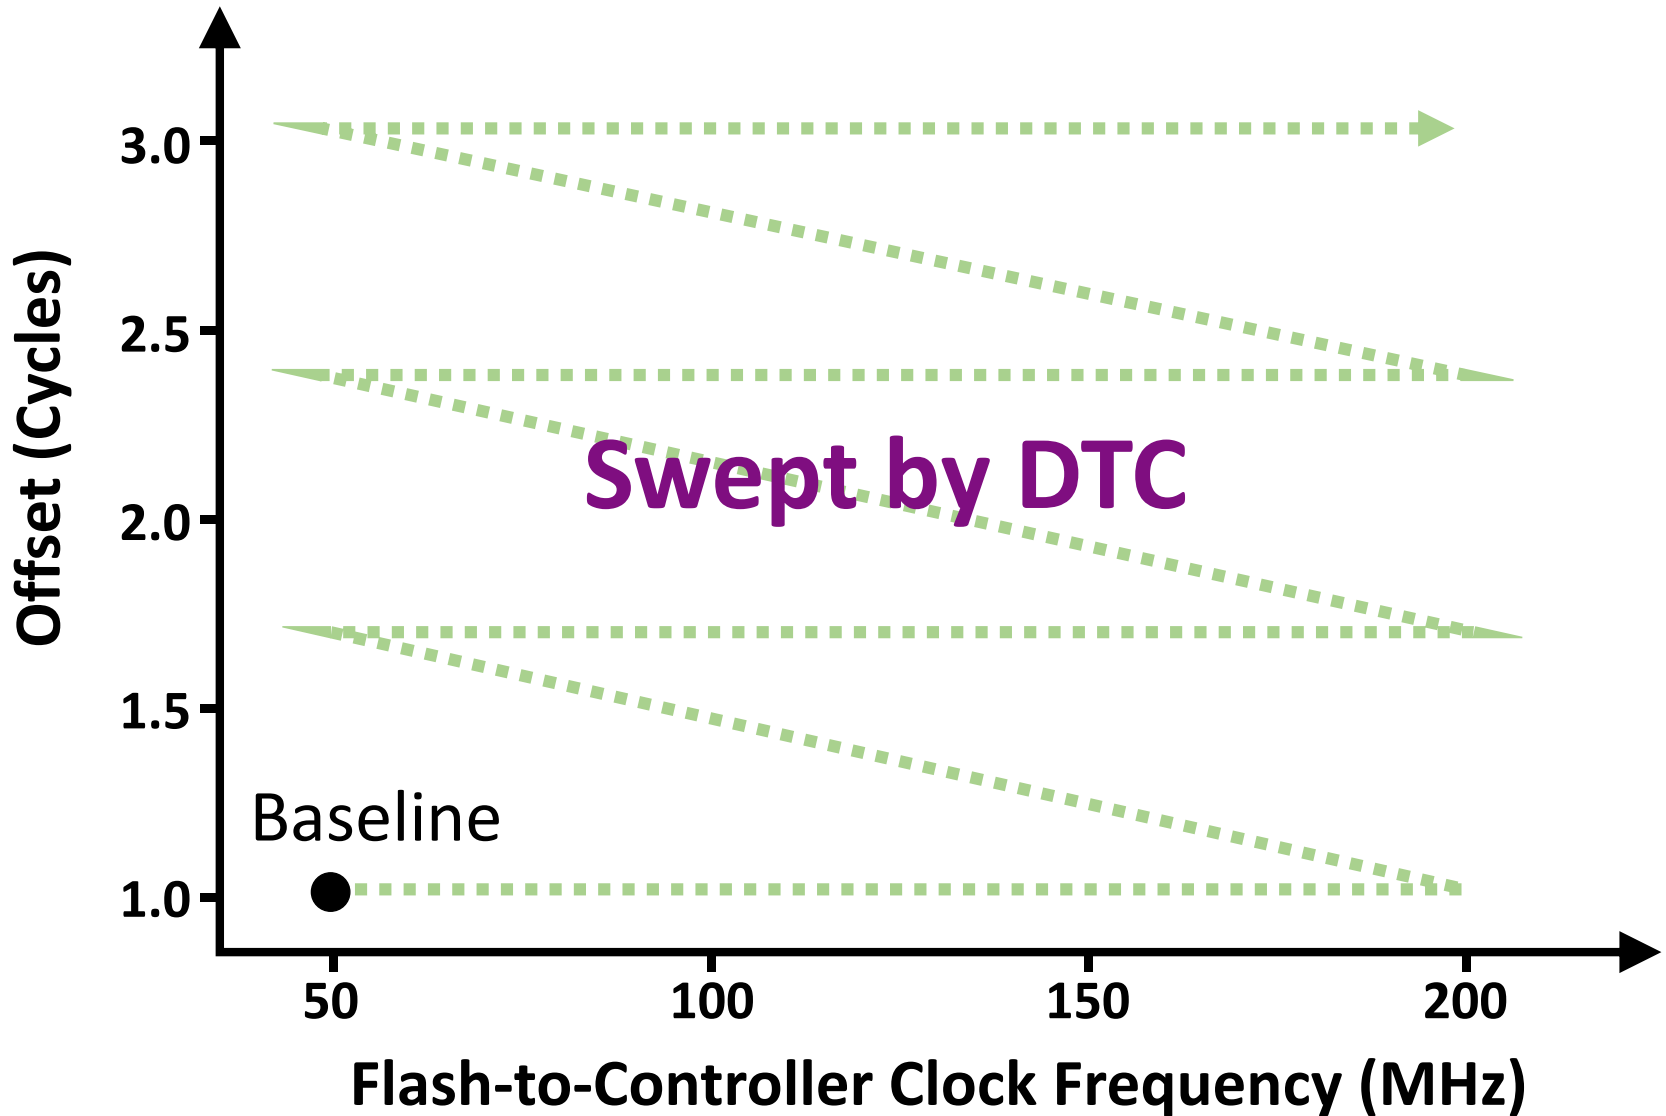 3.0
2.5
2.0
1.5
1.0
Offset (Cycles)
Swept by DTC
Baseline
50 100 150 200
Flash-to-Controller Clock Frequency (MHz)